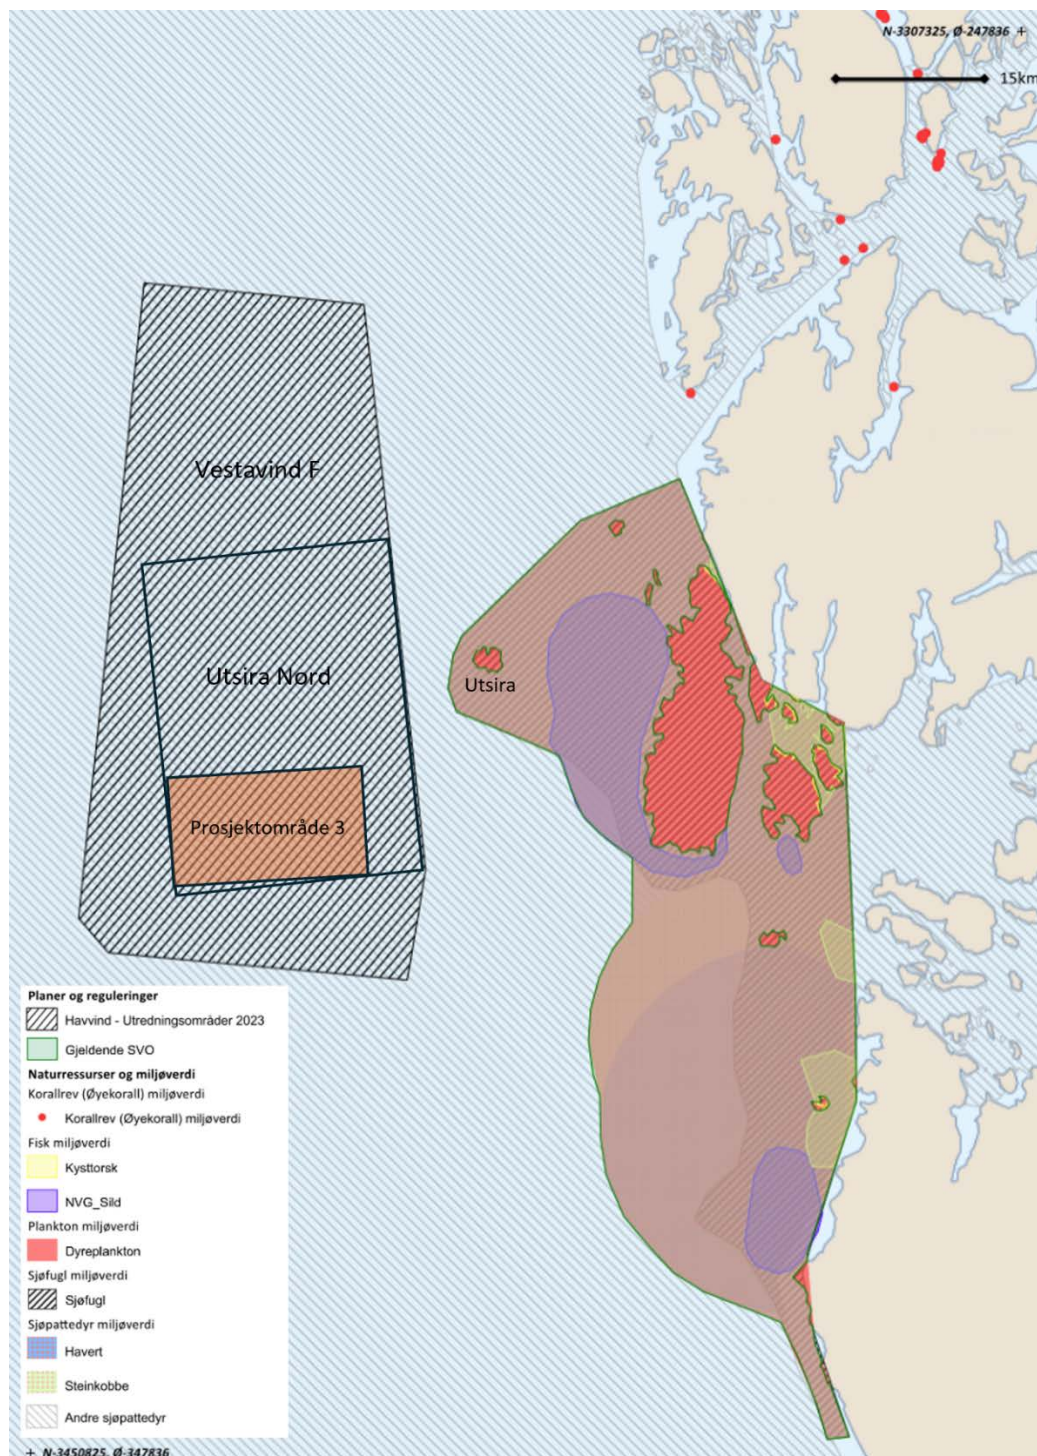 N-3307325, Ø-247836 +
15km
Vestavind F
Utsira Nord
Utsira
Prosjektområde 3
Planer og reguleringer
Havvind - Utredningsområder 2023
Gjeldende SVO
Naturressurser og miljøverdi
Korallrev (Øyekorall) miljøverdi
Korallrev (Øyekorall) miljøverdi
Fisk miljøverdi
Kysttorsk
NVG_Sild
Plankton miljøverdi
Dyreplankton
Sjøfugl miljøverdi
Sjøfugl
Sjøpattedyr miljøverdi
Havert
Steinkobbe
Andre sjøpattedyr
+ N-3450825, Ø-347836